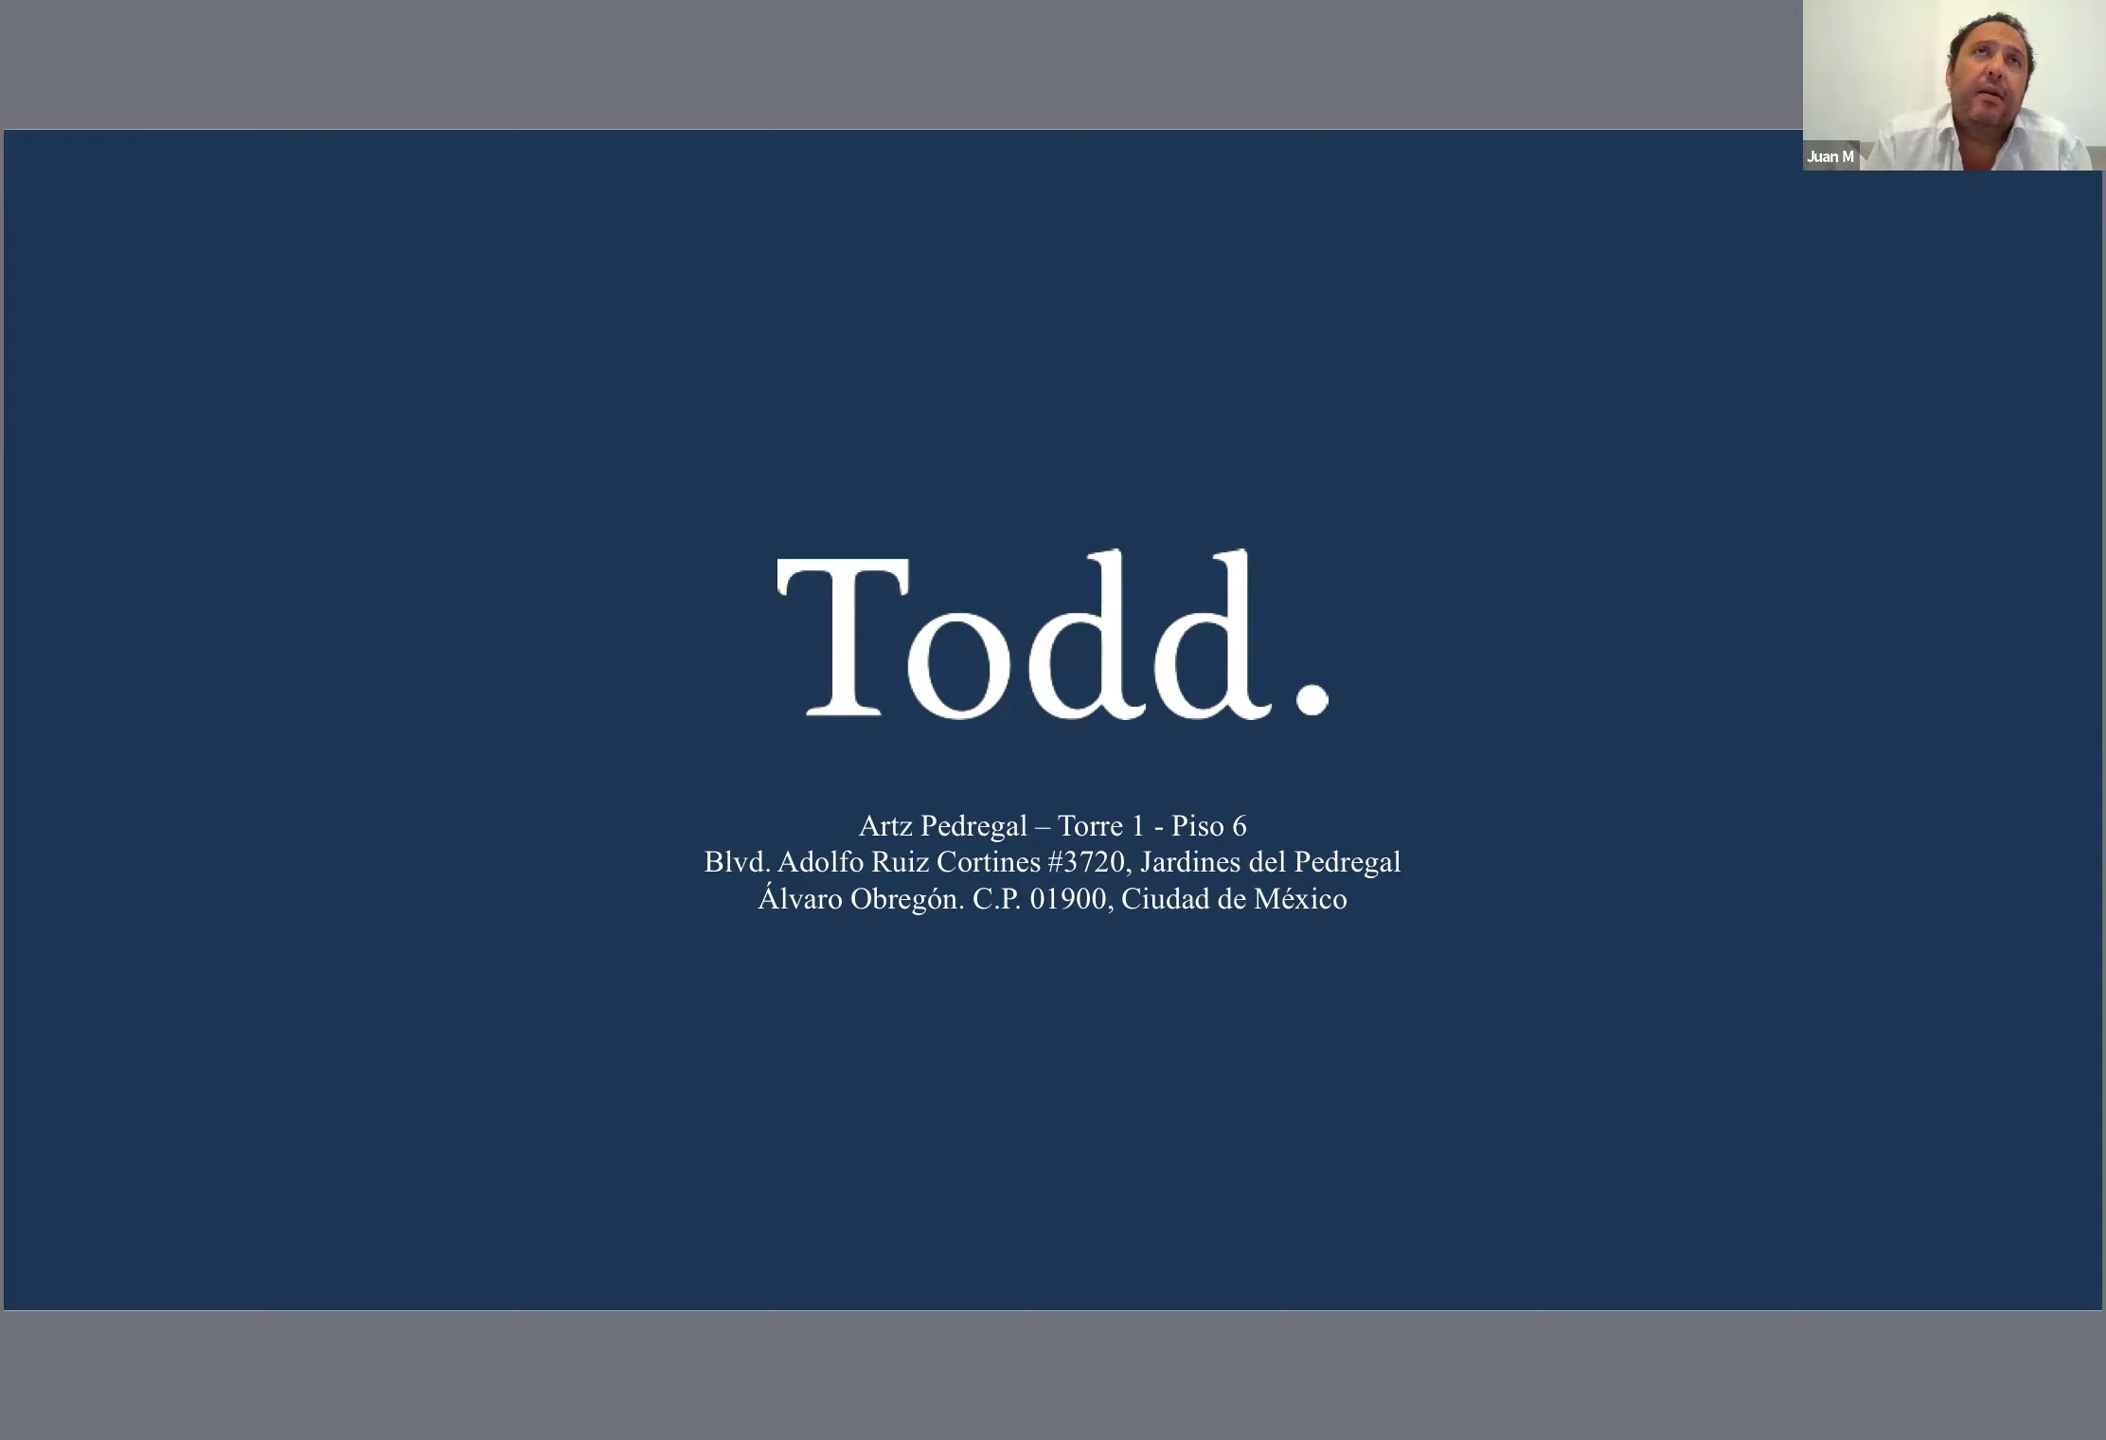 Juan M
Todd.
Artz Pedregal – Torre 1 - Piso 6
Blvd. Adolfo Ruiz Cortines #3720, Jardines del Pedregal
Álvaro Obregón. C.P. 01900, Ciudad de México